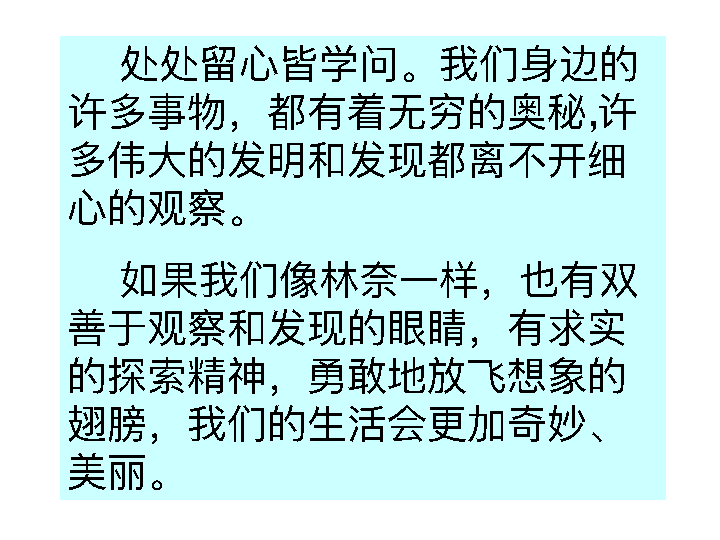 处处留心皆学问。我们身边的
许多事物，都有着无穷的奥秘,许
多伟大的发明和发现都离不开细
心的观察。
如果我们像林奈一样，也有双
善于观察和发现的眼睛，有求实
的探索精神，勇敢地放飞想象的
翅膀，我们的生活会更加奇妙、
美丽。